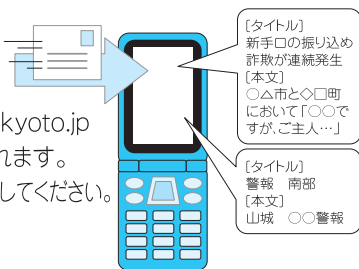 [タイトル]
新手口の振り込め
詐欺が連続発生
[本文]
○△市と◇□町
において「○○で
すが、ご主人…」
kyoto.jp
れます。
してください。
[タイトル]
警報　南部
[本文]
山城　○○警報